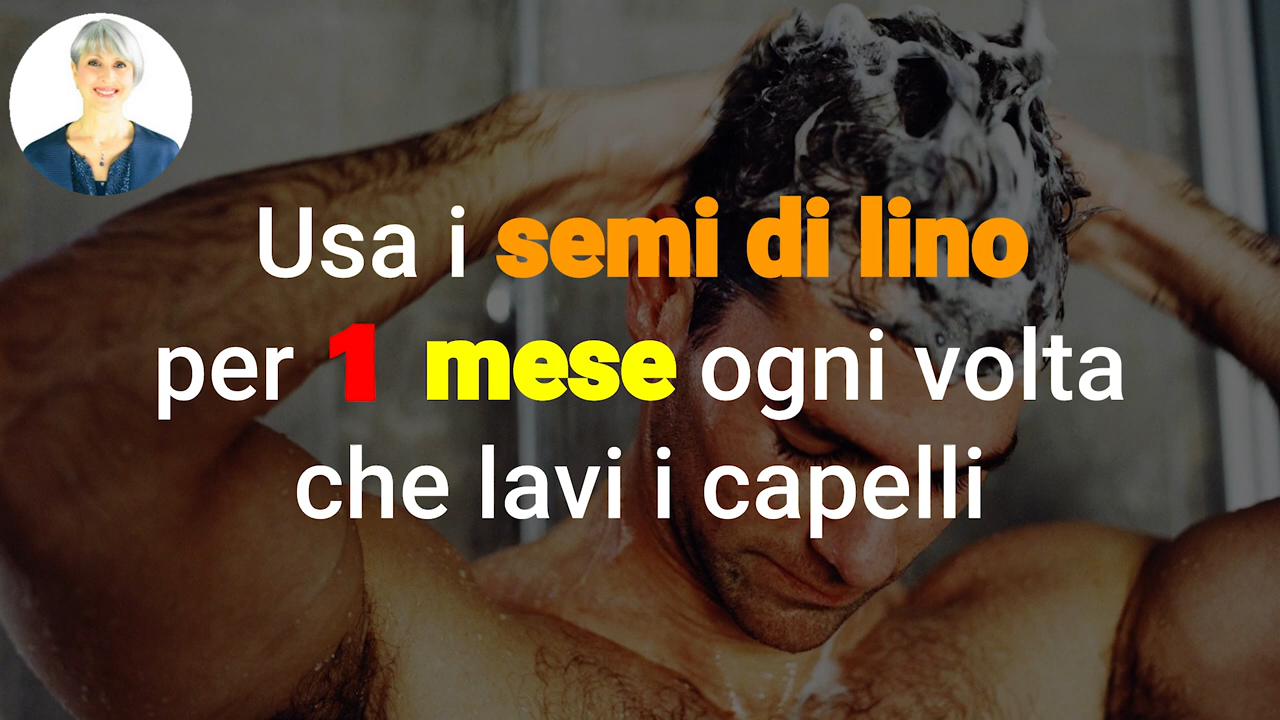 Usa i semi di lino
per 1 mese ogni volta
che lavi i capelli